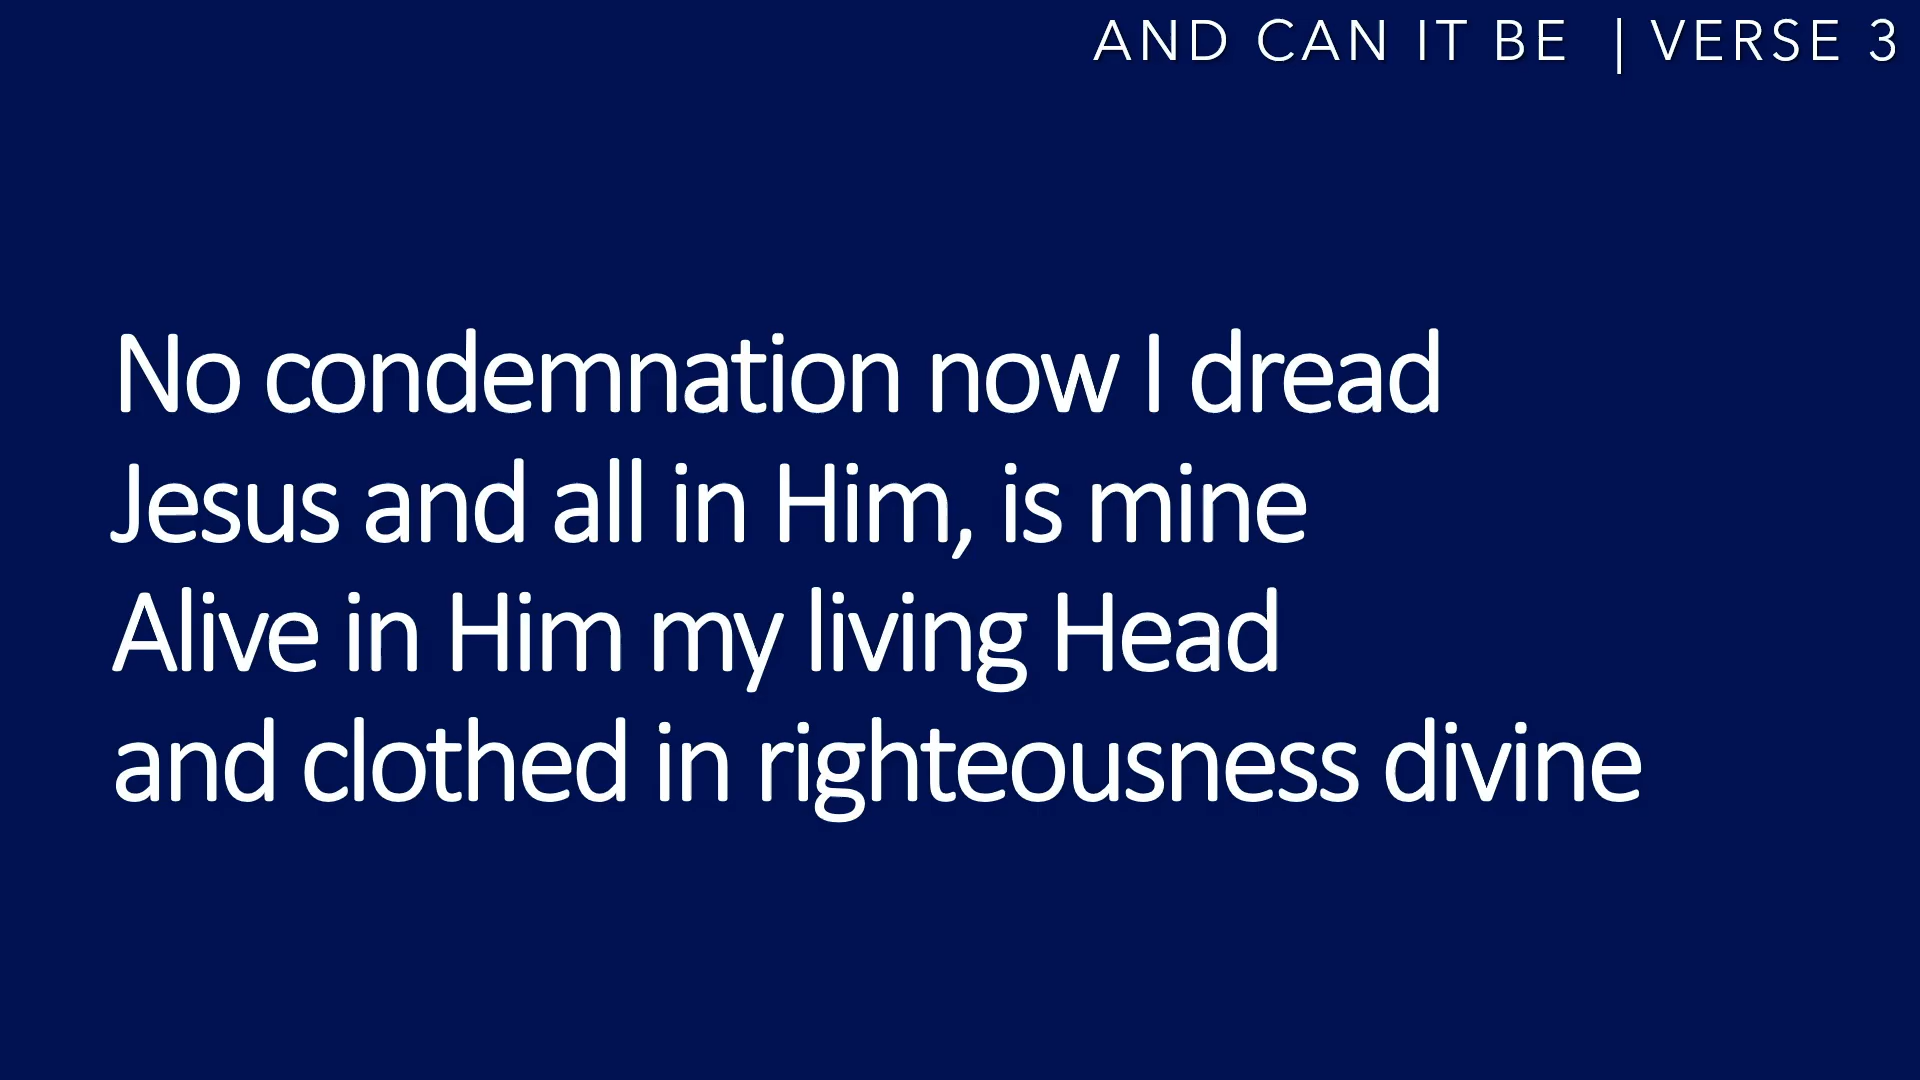 AND CAN IT BE | VERSE 3
No condemnation now I dread
Jesus and all in Him, is mine
Alive in Him my living Head
and clothed in righteousness divine